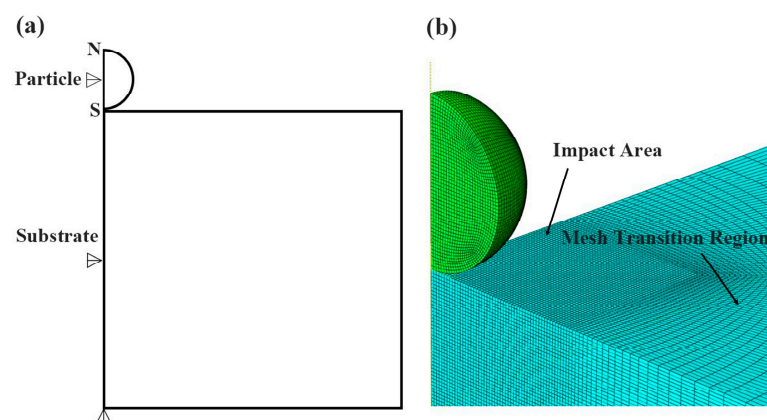 (a)
N
Particle
S
Substrate
(b)
Impact Area
Mesh Transition Region